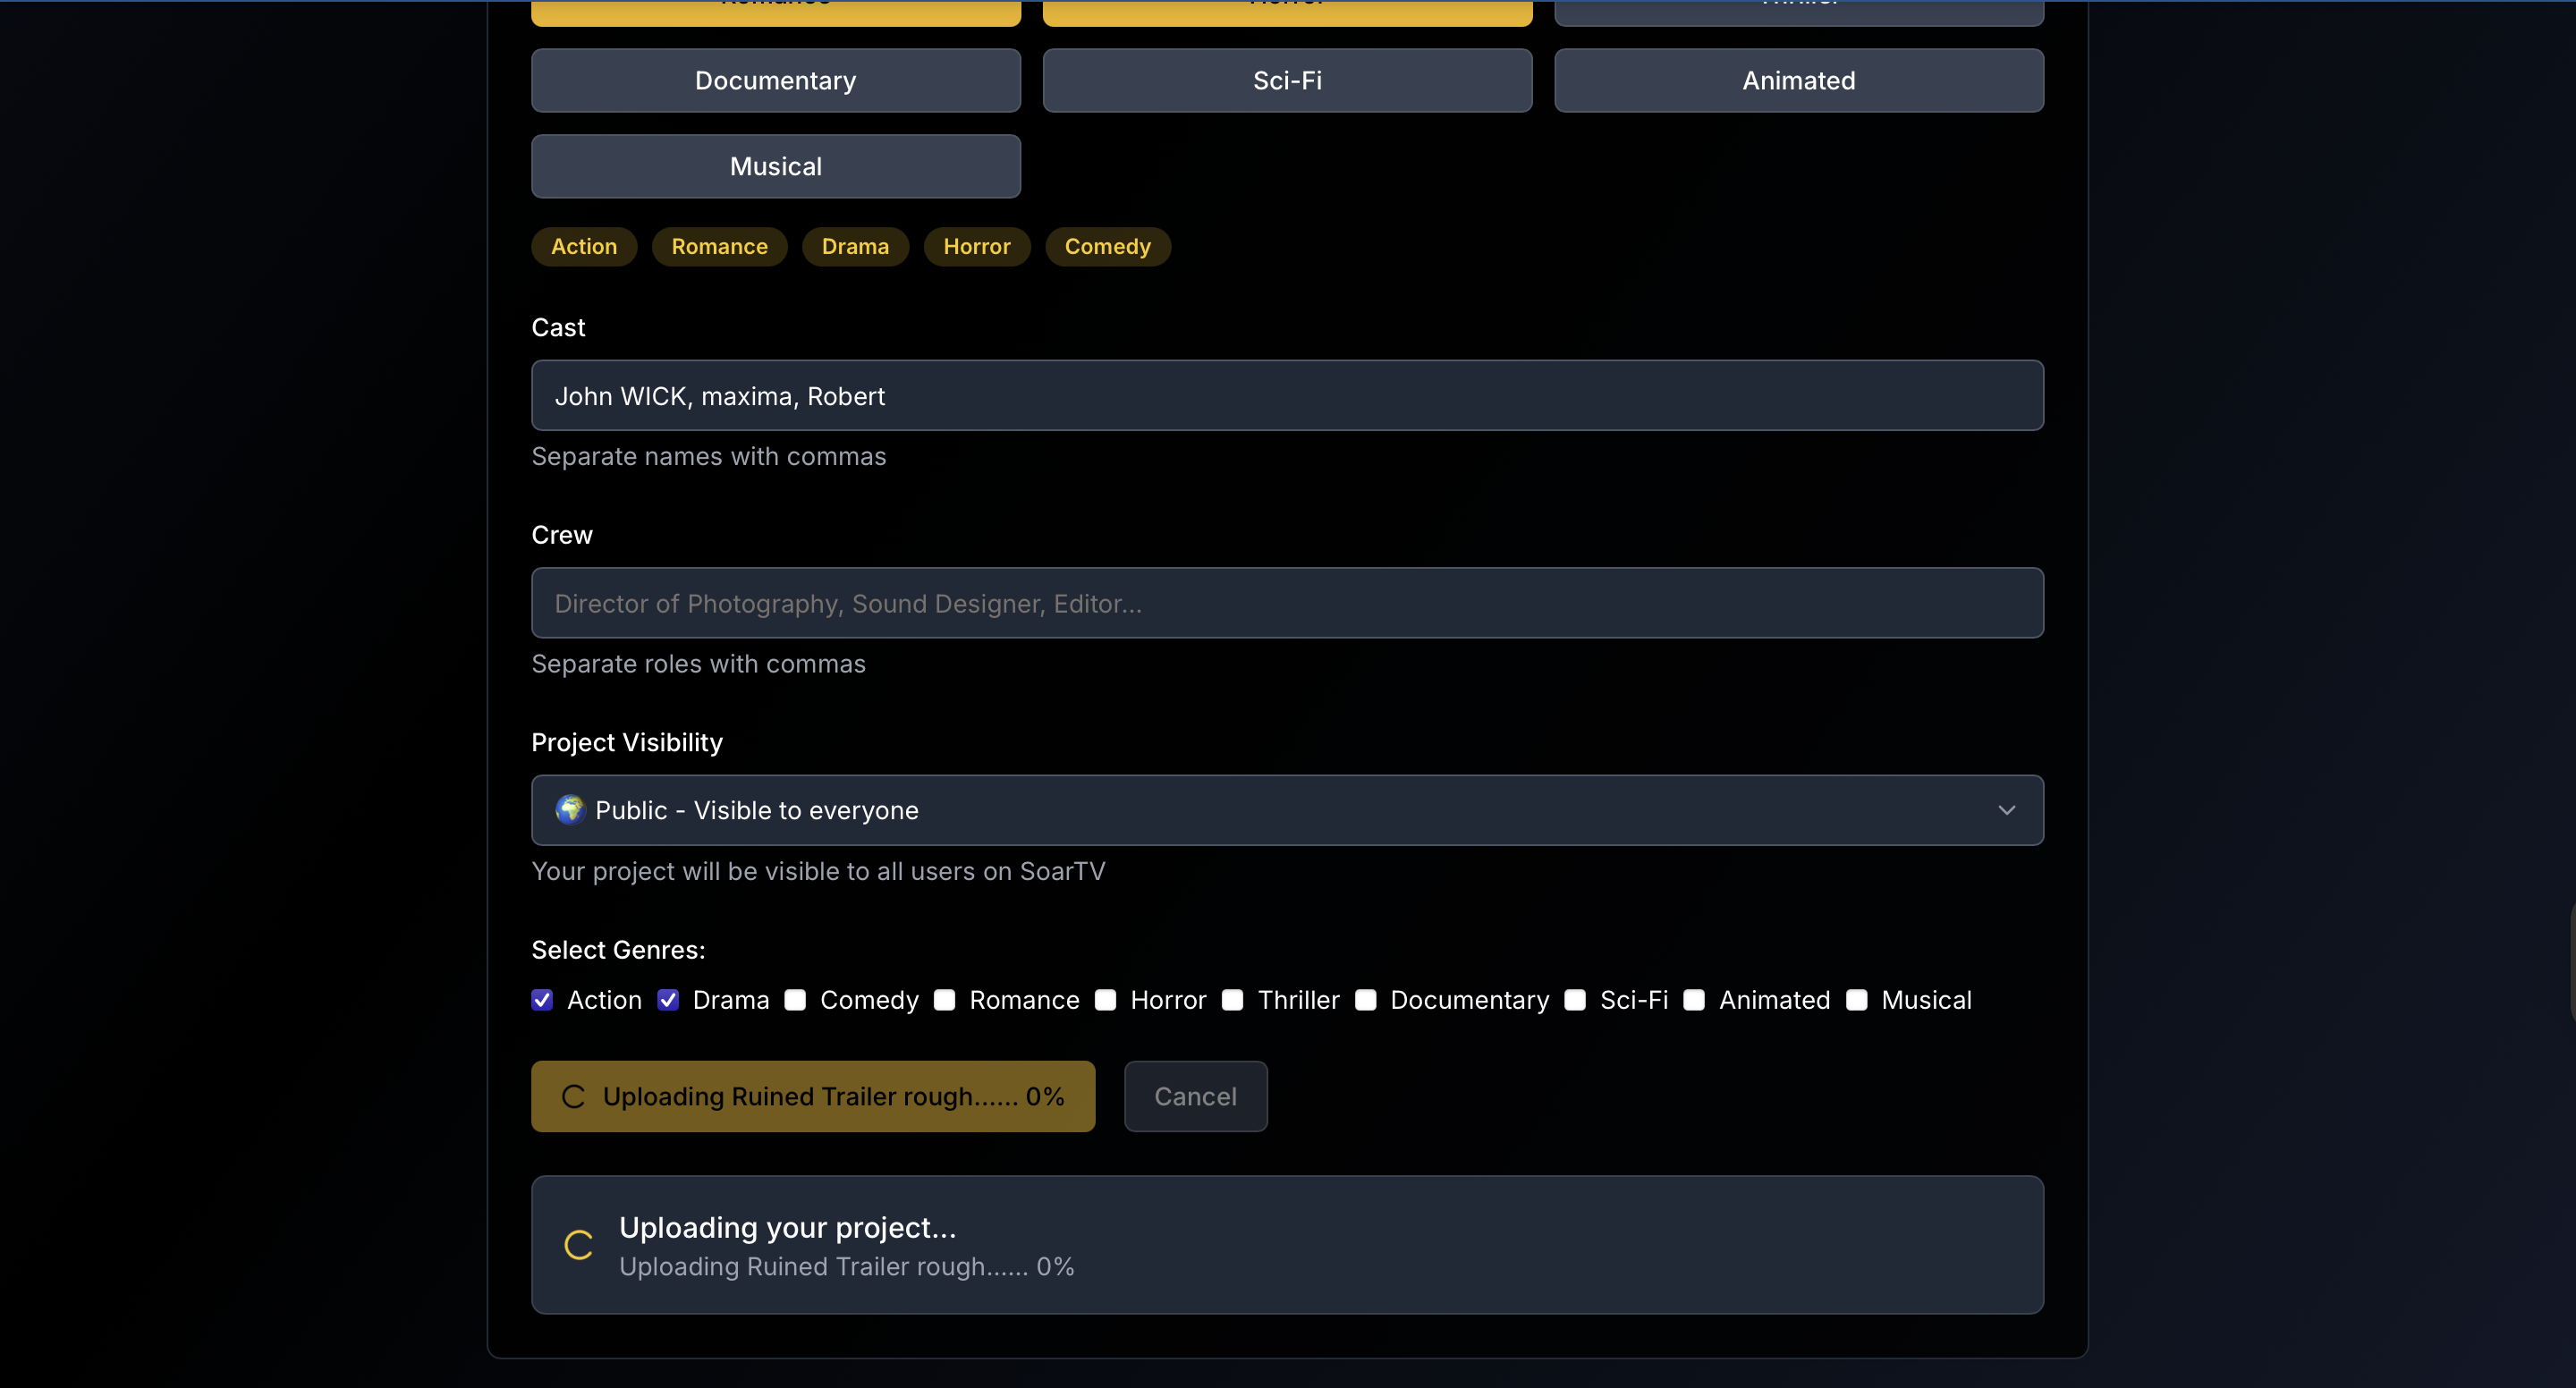 Documentary
Sci-Fi
Animated
Musical
Action Romance Drama Horror Comedy
Cast
John WICK, maxima, Robert
Separate names with commas
Crew
Director of Photography, Sound Designer, Editor...
Separate roles with commas
Project Visibility
Public - Visible to everyone
Your project will be visible to all users on SoarTV
Select Genres:
Action Drama Comedy Romance Horror Thriller Documentary Sci-Fi Animated Musical
Uploading Ruined Trailer rough...... 0%
Cancel
Uploading your project...
Uploading Ruined Trailer rough...... 0%